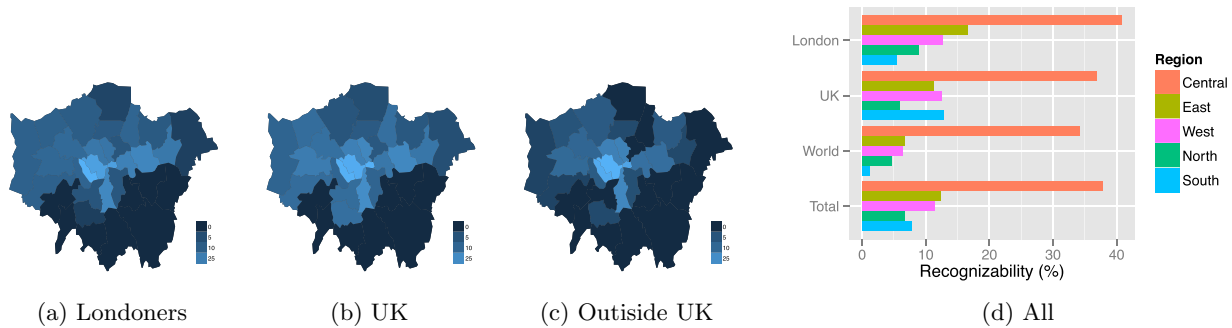 0
5
10
25
0
5
10
25
0
5
10
25
London
UK
World
Total
0 10 20 30 40
Recognizability (%)
Region
Central
East
West
North
South
(a) Londoners (b) UK (c) Outiside UK (d) All